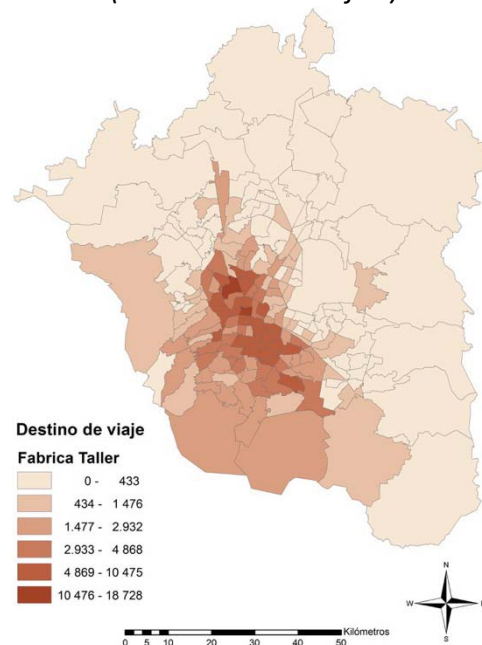 Destino de viaje
Fabrica Taller
0 - 433
434 - 1 476
1.477 - 2.932
2.933 - 4 868
4 869 - 10 475
10 476 - 18 728
N
W E
S
Kilómetros
0 5 10 20 30 40 50